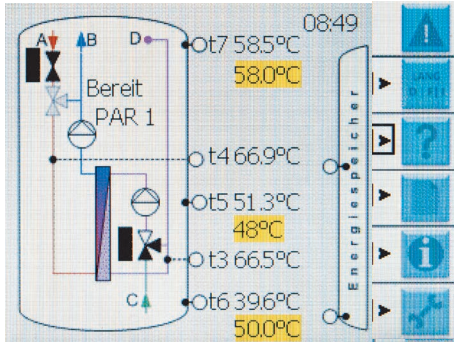 08:49
A
B
D
t7 58.5°C
58.0°C
Bereit
PAR 1
t4 66.9°C
t5 51.3°C
48°C
t3 66.5°C
C
t6 39.6°C
50.0°C
Energiespeicher
LANG
?
i